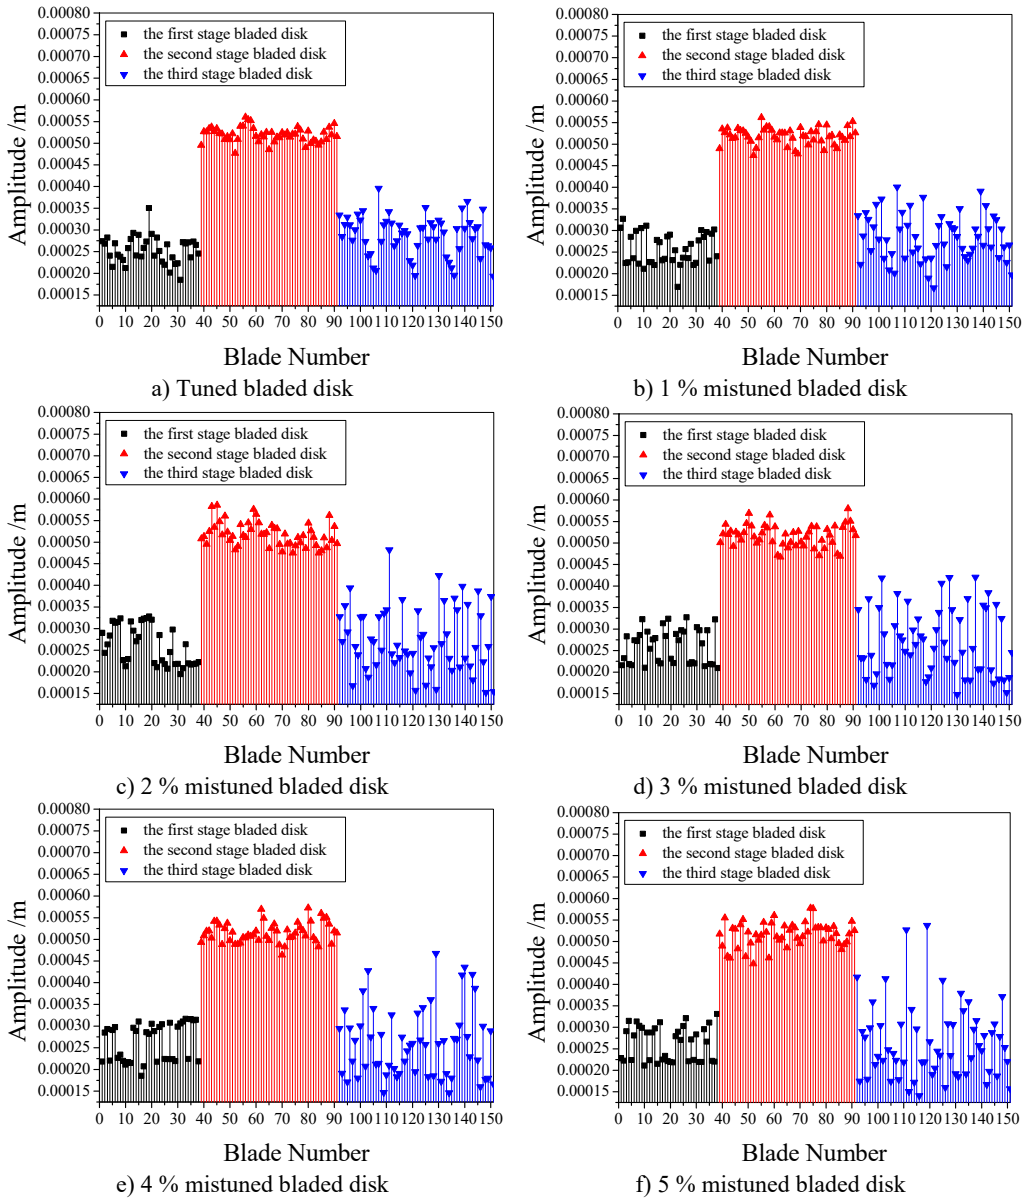 0.00080
0.00075
0.00070
0.00065
0.00060
0.00055
0.00050
0.00045
0.00040
0.00035
0.00030
0.00025
0.00020
0.00015
Amplitude /m
the first stage bladed disk
the second stage bladed disk
the third stage bladed disk
0 10 20 30 40 50 60 70 80 90 100 110 120 130 140 150
Blade Number
a) Tuned bladed disk
0.00080
0.00075
0.00070
0.00065
0.00060
0.00055
0.00050
0.00045
0.00040
0.00035
0.00030
0.00025
0.00020
0.00015
Amplitude /m
the first stage bladed disk
the second stage bladed disk
the third stage bladed disk
0 10 20 30 40 50 60 70 80 90 100 110 120 130 140 150
Blade Number
b) 1 % mistuned bladed disk
0.00080
0.00075
0.00070
0.00065
0.00060
0.00055
0.00050
0.00045
0.00040
0.00035
0.00030
0.00025
0.00020
0.00015
Amplitude /m
the first stage bladed disk
the second stage bladed disk
the third stage bladed disk
0 10 20 30 40 50 60 70 80 90 100 110 120 130 140 150
Blade Number
c) 2 % mistuned bladed disk
0.00080
0.00075
0.00070
0.00065
0.00060
0.00055
0.00050
0.00045
0.00040
0.00035
0.00030
0.00025
0.00020
0.00015
Amplitude /m
the first stage bladed disk
the second stage bladed disk
the third stage bladed disk
0 10 20 30 40 50 60 70 80 90 100 110 120 130 140 150
Blade Number
d) 3 % mistuned bladed disk
0.00080
0.00075
0.00070
0.00065
0.00060
0.00055
0.00050
0.00045
0.00040
0.00035
0.00030
0.00025
0.00020
0.00015
Amplitude /m
the first stage bladed disk
the second stage bladed disk
the third stage bladed disk
0 10 20 30 40 50 60 70 80 90 100 110 120 130 140 150
Blade Number
e) 4 % mistuned bladed disk
0.00080
0.00075
0.00070
0.00065
0.00060
0.00055
0.00050
0.00045
0.00040
0.00035
0.00030
0.00025
0.00020
0.00015
Amplitude /m
the first stage bladed disk
the second stage bladed disk
the third stage bladed disk
0 10 20 30 40 50 60 70 80 90 100 110 120 130 140 150
Blade Number
f) 5 % mistuned bladed disk